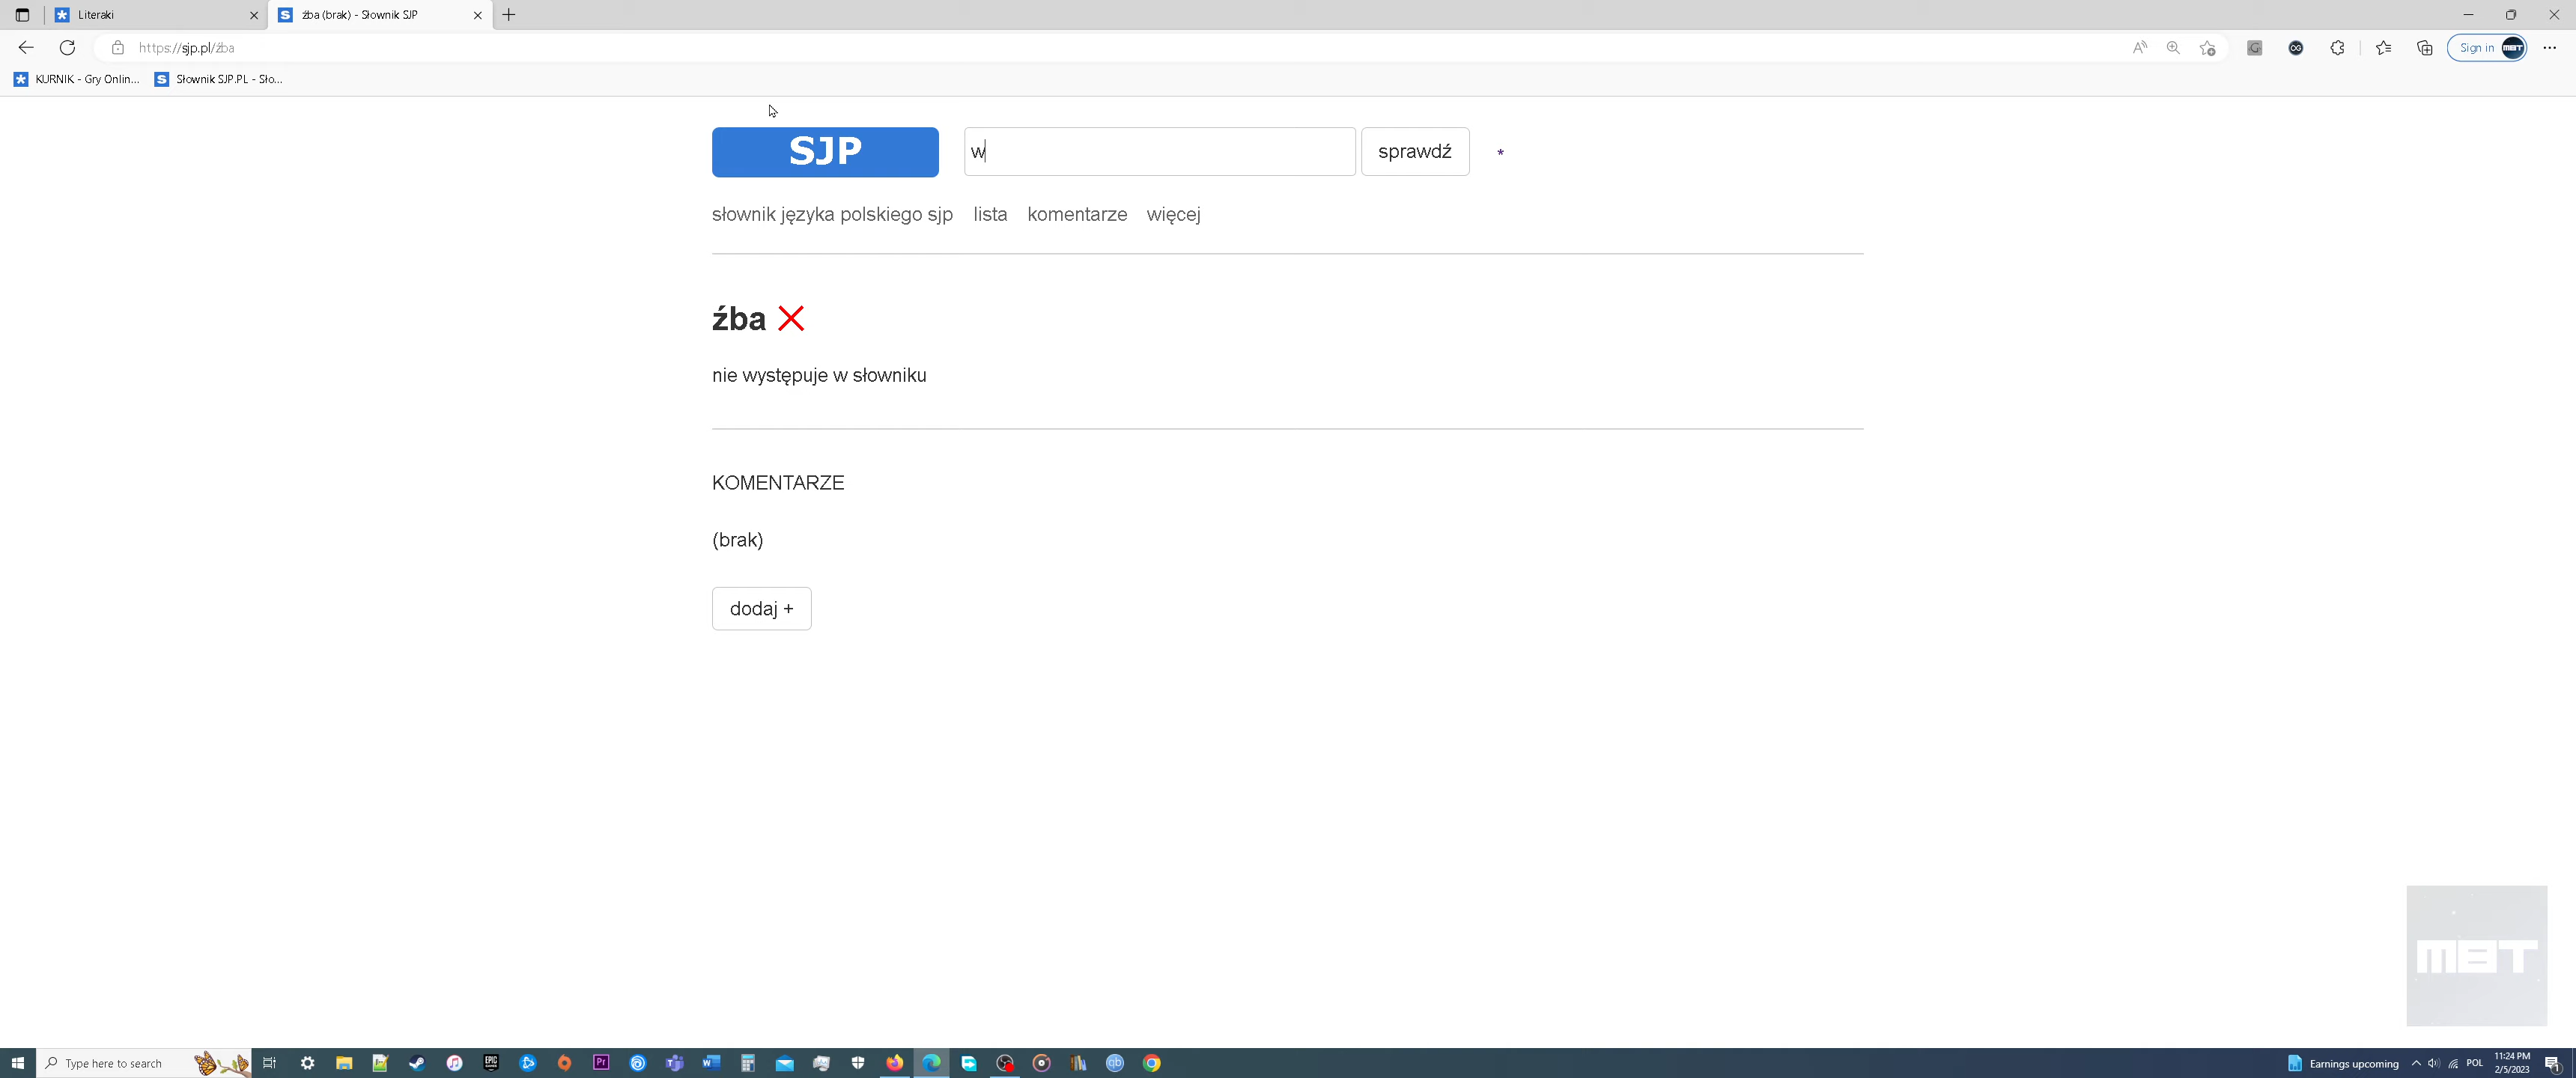 Literaki
źba (brak) - Słownik SJP
https://sjp.pl/źba
Sign in
KURNIK - Gry Onlin...
Słownik SJP.PL - Sło...
SJP
w
sprawdź
*
słownik języka polskiego sjp
lista
komentarze
więcej
źba
nie występuje w słowniku
KOMENTARZE
(brak)
dodaj +
MBT
Type here to search
Earnings upcoming
POL
11:24 PM
2/5/2023